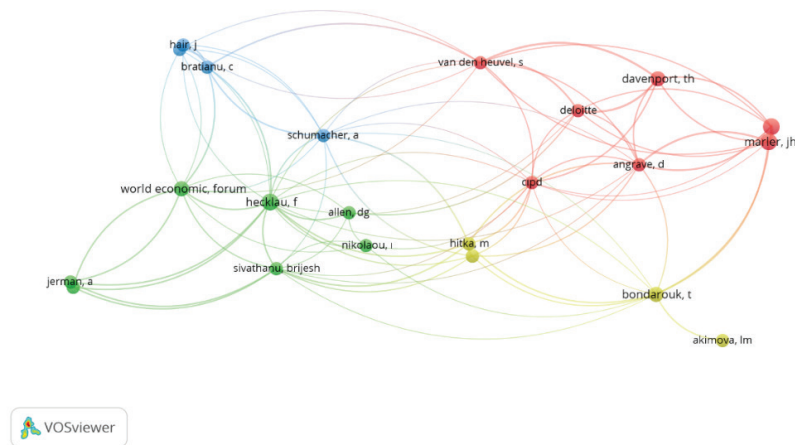 hair, j
bratianu, c
van den heuvel, s
davenport, th
deloitte
schumacher, a
marler, jh
angrave, d
cipd
world economic, forum
hecklau, f
allen, dg
nikolaou, i
hitka, m
sivathanu, brijesh
jerman, a
bondarouk, t
akimova, lm
VOSviewer